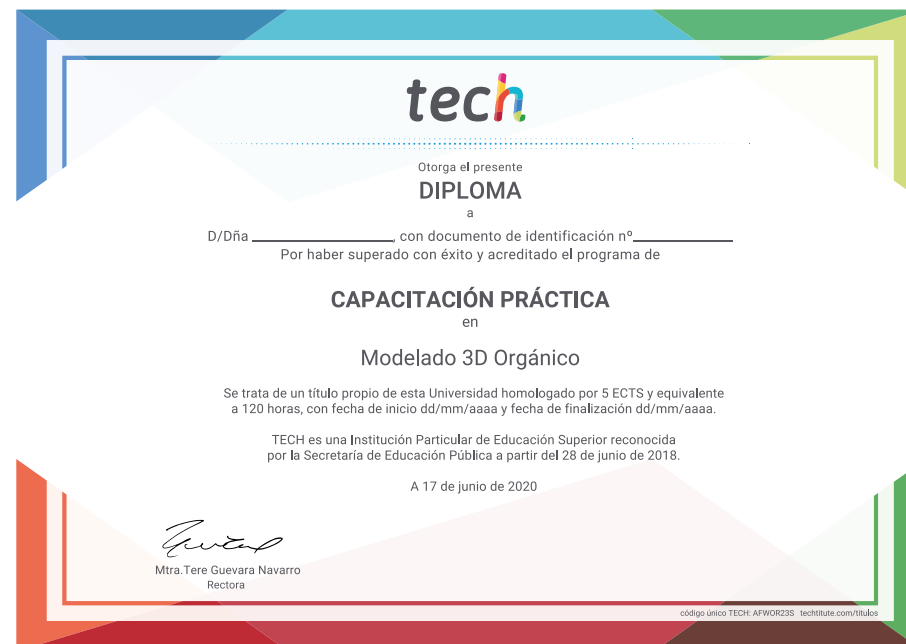 tech
Otorga el presente
DIPLOMA
a
D/Dña ________________, con documento de identificación nº____________
Por haber superado con éxito y acreditado el programa de
CAPACITACIÓN PRÁCTICA
en
Modelado 3D Orgánico
Se trata de un título propio de esta Universidad homologado por 5 ECTS y equivalente
a 120 horas, con fecha de inicio dd/mm/aaaa y fecha de finalización dd/mm/aaaa.
TECH es una Institución Particular de Educación Superior reconocida
por la Secretaría de Educación Pública a partir del 28 de junio de 2018.
A 17 de junio de 2020
Mtra.Tere Guevara Navarro
Rectora
código único TECH: AFWOR23S techtitute.com/titulos